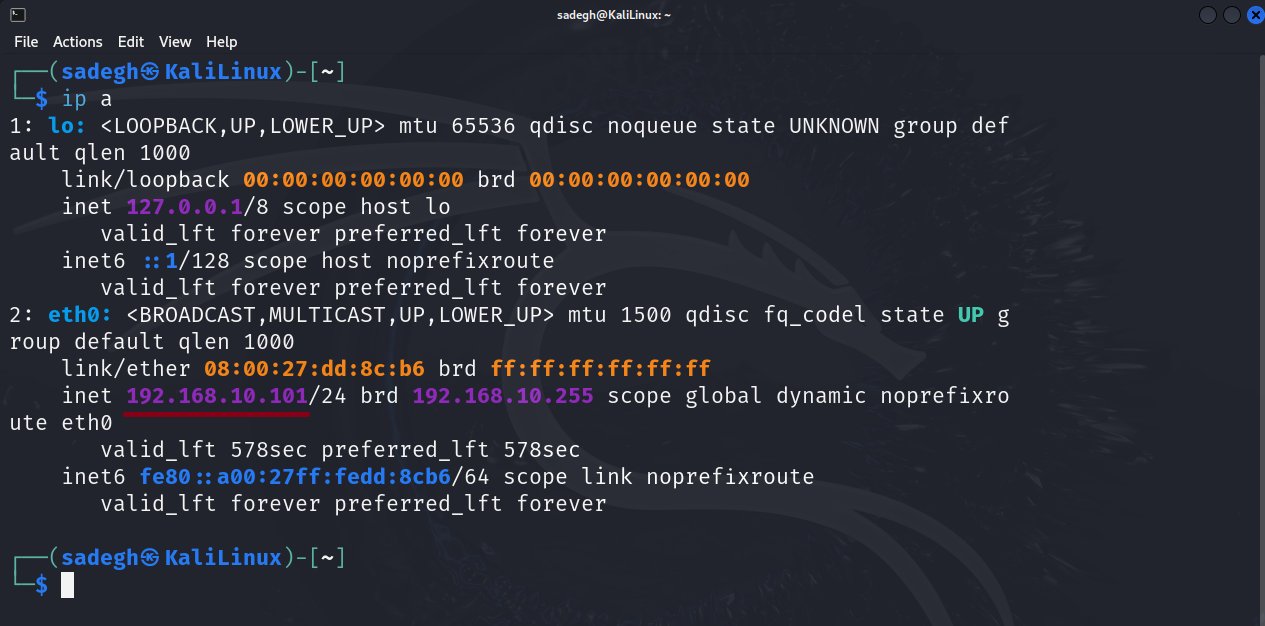 sadegh@KaliLinux: ~
File Actions Edit View Help
┌──(sadegh㉿KaliLinux)-[~]
└─$ ip a
1: lo: <LOOPBACK,UP,LOWER_UP> mtu 65536 qdisc noqueue state UNKNOWN group def
ault qlen 1000
    link/loopback 00:00:00:00:00:00 brd 00:00:00:00:00:00
    inet 127.0.0.1/8 scope host lo
       valid_lft forever preferred_lft forever
    inet6 ::1/128 scope host noprefixroute
       valid_lft forever preferred_lft forever
2: eth0: <BROADCAST,MULTICAST,UP,LOWER_UP> mtu 1500 qdisc fq_codel state UP g
roup default qlen 1000
    link/ether 08:00:27:dd:8c:b6 brd ff:ff:ff:ff:ff:ff
    inet 192.168.10.101/24 brd 192.168.10.255 scope global dynamic noprefixro
ute eth0
       valid_lft 578sec preferred_lft 578sec
    inet6 fe80::a00:27ff:fedd:8cb6/64 scope link noprefixroute
       valid_lft forever preferred_lft forever
┌──(sadegh㉿KaliLinux)-[~]
└─$